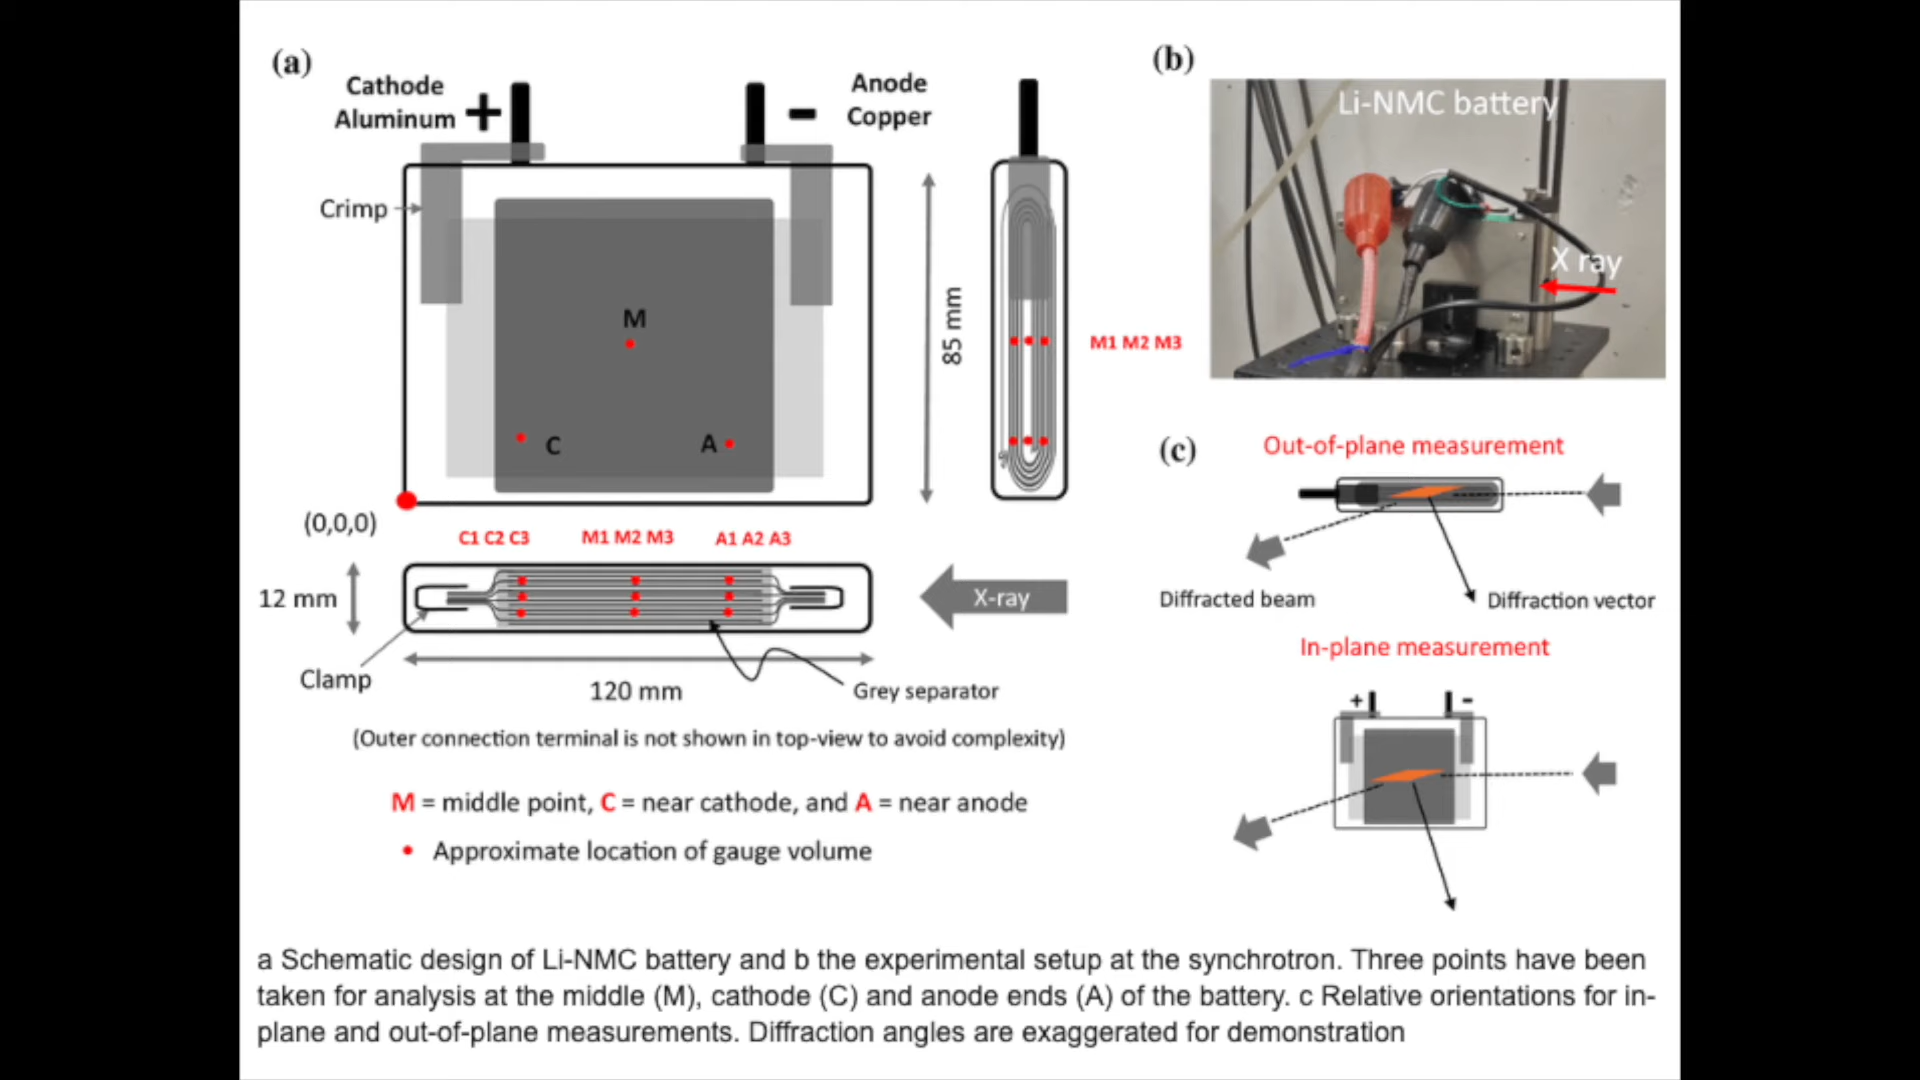 (a)
Cathode
Aluminum
+
-
Anode
Copper
Crimp
M
C
A
85 mm
M1 M2 M3
(0,0,0)
C1 C2 C3
M1 M2 M3
A1 A2 A3
12 mm
X-ray
Clamp
120 mm
Grey separator
(Outer connection terminal is not shown in top-view to avoid complexity)
M = middle point, C = near cathode, and A = near anode
• Approximate location of gauge volume
(b)
Li-NMC battery
X ray
(c)
Out-of-plane measurement
Diffracted beam
Diffraction vector
In-plane measurement
+
-
a Schematic design of Li-NMC battery and b the experimental setup at the synchrotron. Three points have been
taken for analysis at the middle (M), cathode (C) and anode ends (A) of the battery. c Relative orientations for in-
plane and out-of-plane measurements. Diffraction angles are exaggerated for demonstration